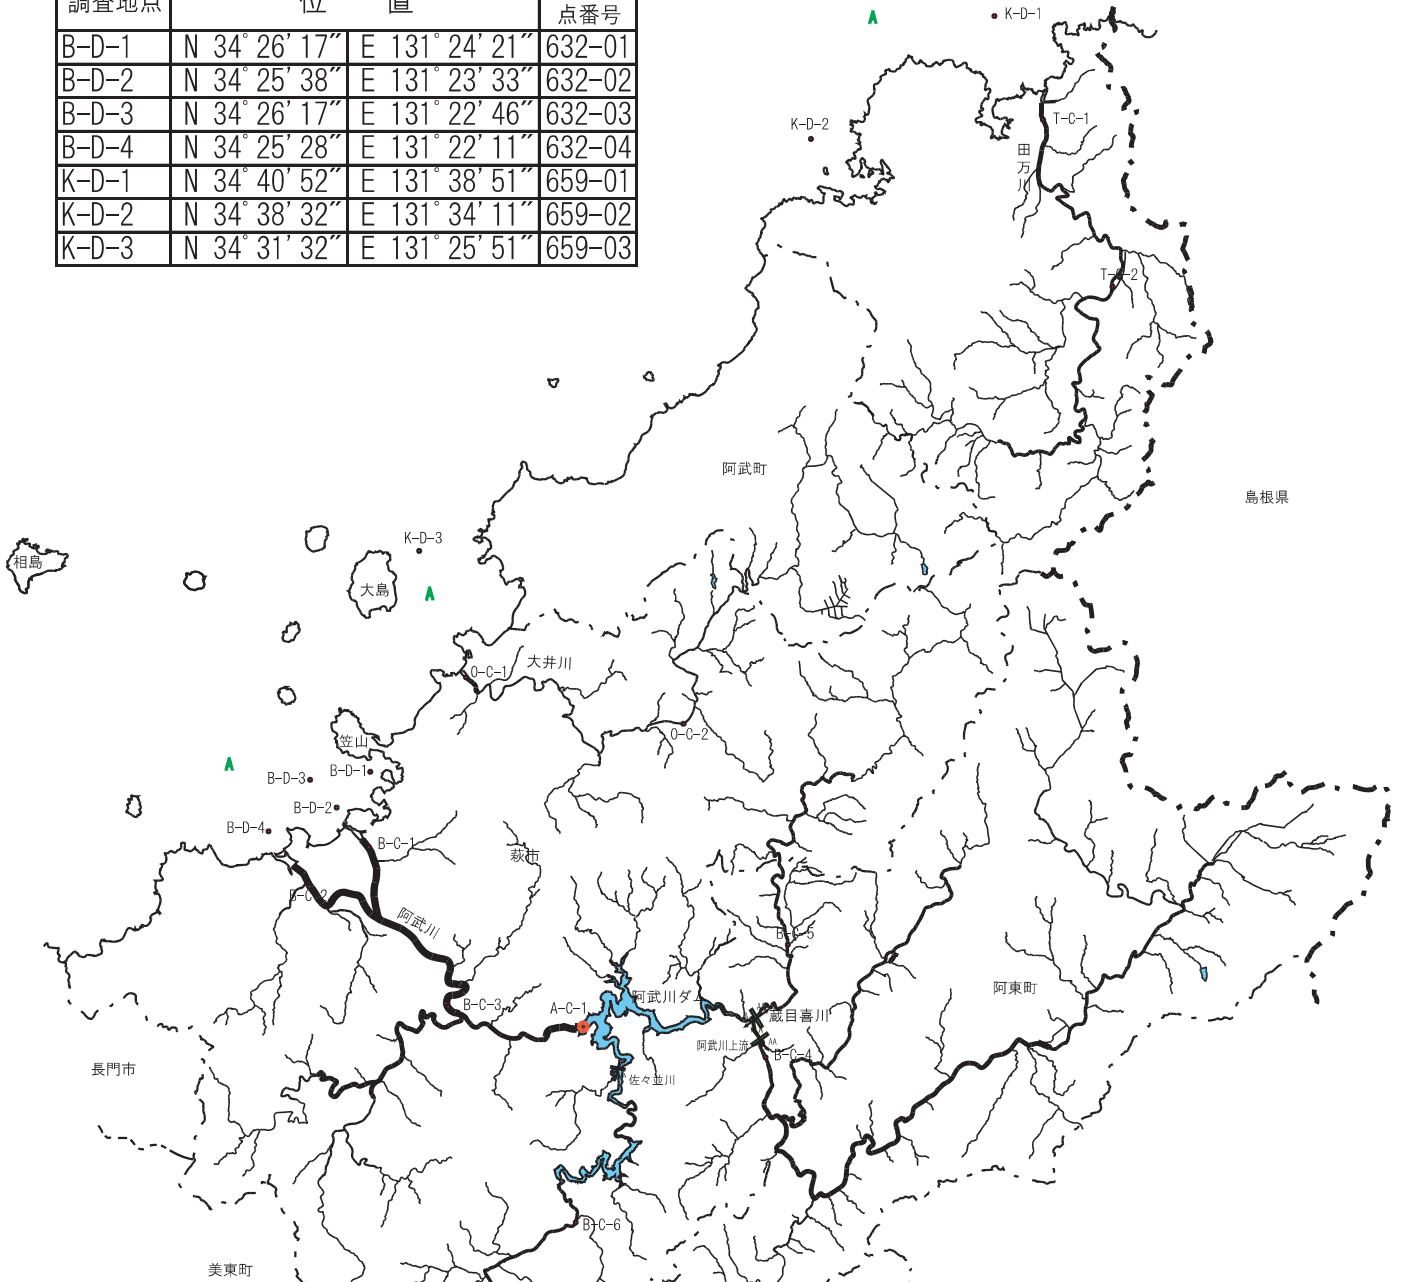 調査地点 位 置 点番号
B-D-1 N 34°26'17" E 131°24'21" 632-01
B-D-2 N 34°25'38" E 131°23'33" 632-02
B-D-3 N 34°26'17" E 131°22'46" 632-03
B-D-4 N 34°25'28" E 131°22'11" 632-04
K-D-1 N 34°40'52" E 131°38'51" 659-01
K-D-2 N 34°38'32" E 131°34'11" 659-02
K-D-3 N 34°31'32" E 131°25'51" 659-03
A
K-D-1
K-D-2
T-C-1
田万川
T-C-2
阿武町
島根県
K-D-3
相島
大島
A
大井川
O-C-1
O-C-2
笠山
A
B-D-1
B-D-3
B-D-2
B-D-4
B-C-1
萩市
B-C-2
阿武川
B-C-5
阿東町
阿武川ダム
B-C-3
A-C-1
蔵目喜川
阿武川上流
AA
B-C-4
長門市
佐々並川
B-C-6
美東町